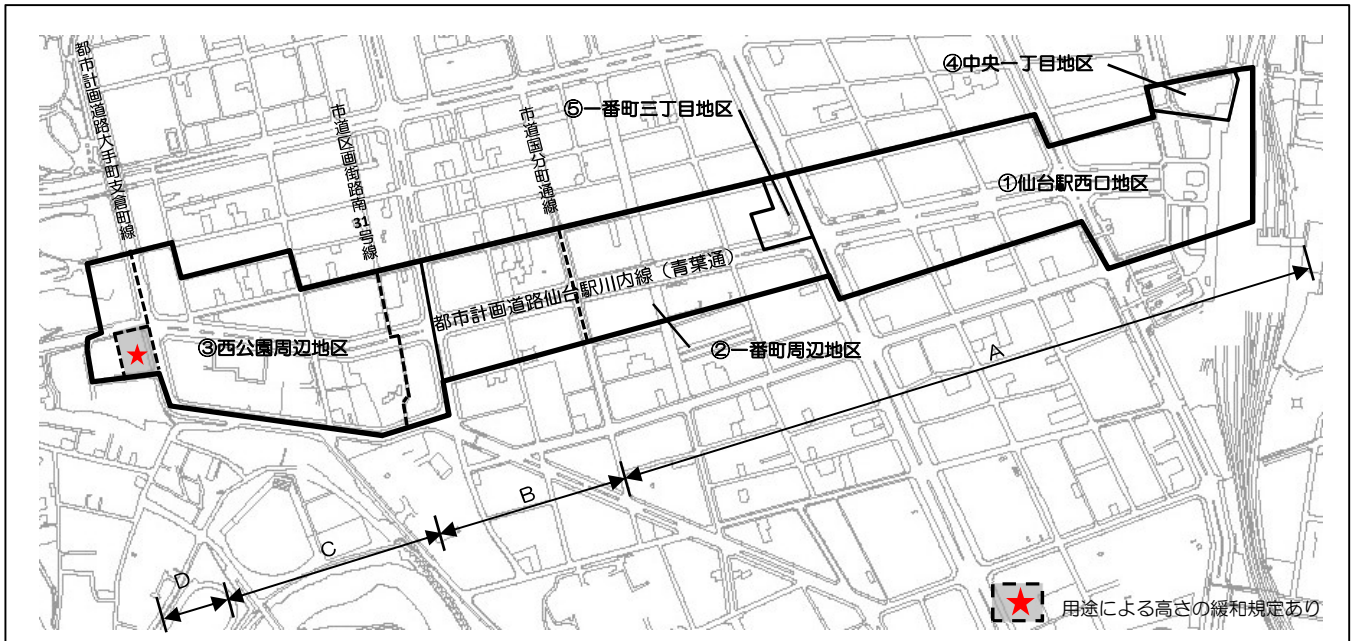 ④中央一丁目地区
⑤一番町三丁目地区
都市計画道路大手町支倉町線
市道区画街路南31号線
市道国分町通線
①仙台駅西口地区
都市計画道路仙台駅川内線（青葉通）
③西公園周辺地区
②一番町周辺地区
A
B
C
D
用途による高さの緩和規定あり